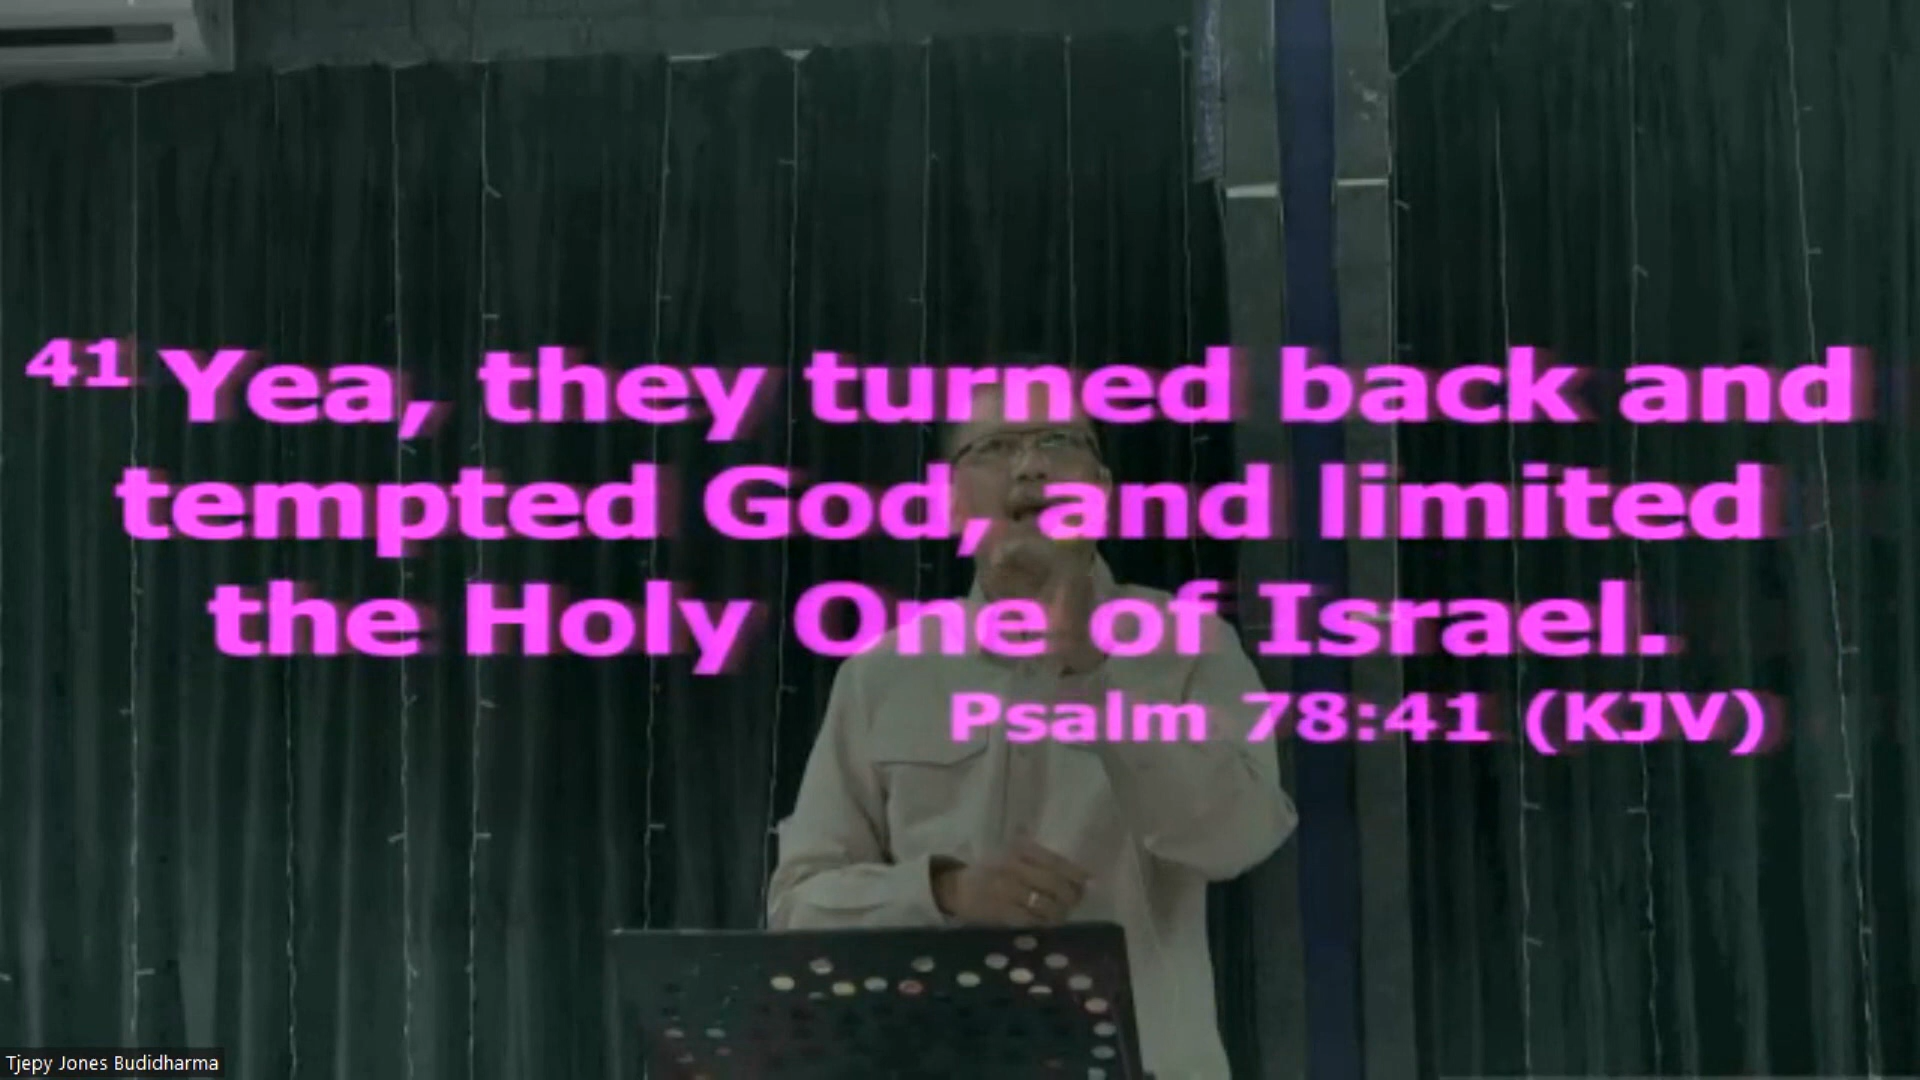 41 Yea, they turned back and
tempted God, and limited
the Holy One of Israel.
Psalm 78:41 (KJV)
Tjepy Jones Budidharma